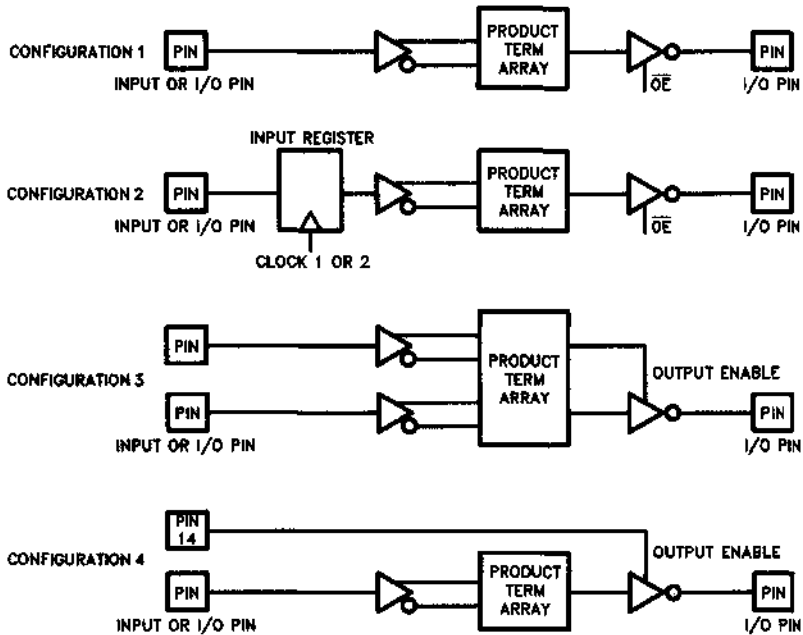 CONFIGURATION 1
PIN
INPUT OR I/O PIN
PRODUCT
TERM
ARRAY
OE
PIN
I/O PIN
CONFIGURATION 2
PIN
INPUT OR I/O PIN
INPUT REGISTER
CLOCK 1 OR 2
PRODUCT
TERM
ARRAY
OE
PIN
I/O PIN
CONFIGURATION 3
PIN
PIN
INPUT OR I/O PIN
PRODUCT
TERM
ARRAY
OUTPUT ENABLE
PIN
I/O PIN
CONFIGURATION 4
PIN
14
PIN
INPUT OR I/O PIN
PRODUCT
TERM
ARRAY
OUTPUT ENABLE
PIN
I/O PIN